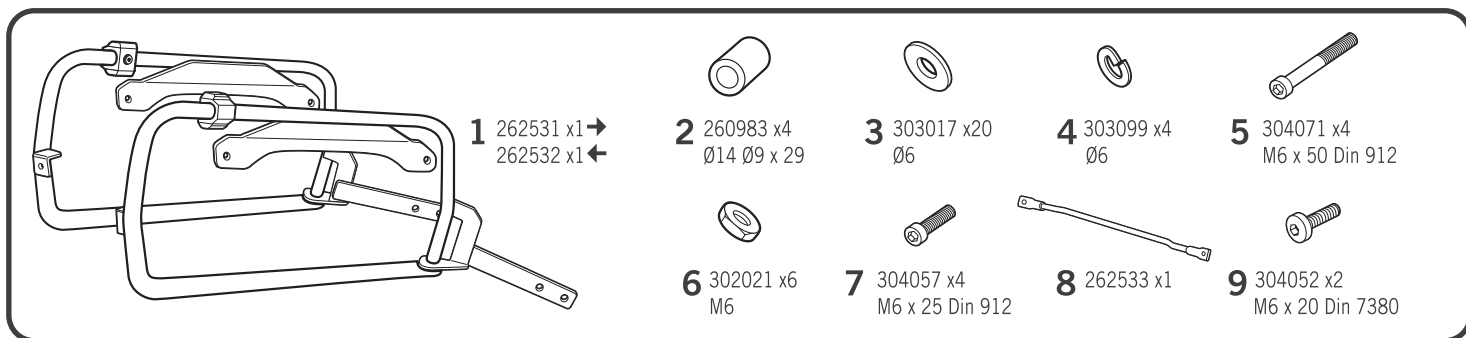 1 262531 x1→
262532 x1←
2 260983 x4
Ø14 Ø9 x 29
3 303017 x20
Ø6
4 303099 x4
Ø6
5 304071 x4
M6 x 50 Din 912
6 302021 x6
M6
7 304057 x4
M6 x 25 Din 912
8 262533 x1
9 304052 x2
M6 x 20 Din 7380